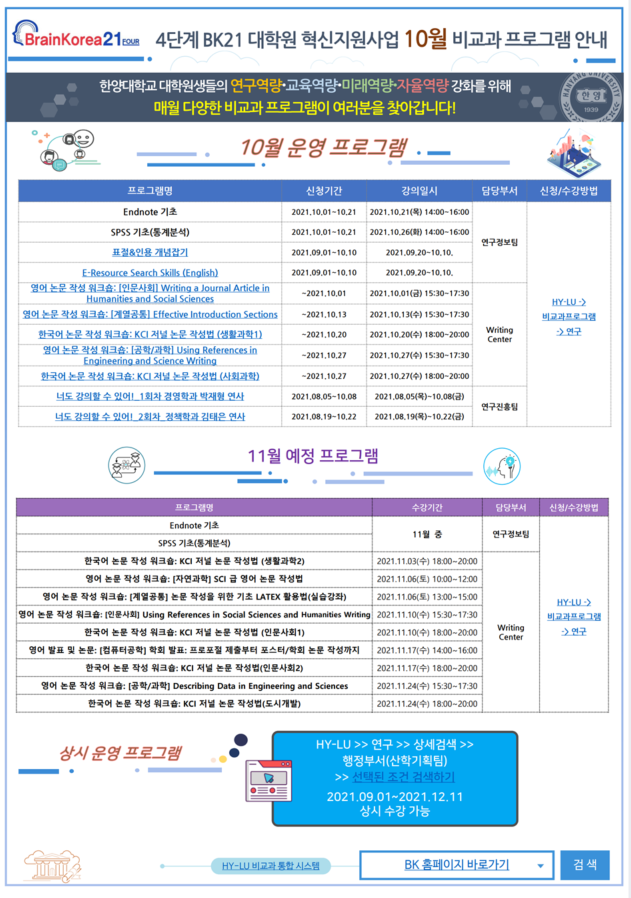 BrainKorea21 FOUR
4단계 BK21 대학원 혁신지원사업 10월 비교과 프로그램 안내
한양대학교 대학원생들의 연구역량•교육역량•미래역량•자율역량 강화를 위해
매월 다양한 비교과 프로그램이 여러분을 찾아갑니다!
HANYANG UNIVERSITY
한양
1939
10월 운영 프로그램
프로그램명 신청기간 강의일시 담당부서 신청/수강방법
Endnote 기초 2021.10.01~10.21 2021.10.21(목) 14:00~16:00
SPSS 기초(통계분석) 2021.10.01~10.21 2021.10.26(화) 14:00~16:00
연구정보팀
표절&인용 개념잡기 2021.09.01~10.10 2021.09.20~10.10.
E-Resource Search Skills (English) 2021.09.01~10.10 2021.09.20~10.10.
영어 논문 작성 워크숍: [인문사회] Writing a Journal Article in
Humanities and Social Sciences
~2021.10.01 2021.10.01(금) 15:30~17:30
영어 논문 작성 워크숍: [계열공통] Effective Introduction Sections ~2021.10.13 2021.10.13(수) 15:30~17:30
한국어 논문 작성 워크숍: KCI 저널 논문 작성법 (생활과학1) ~2021.10.20 2021.10.20(수) 18:00~20:00
Writing
Center
영어 논문 작성 워크숍: [공학/과학] Using References in
Engineering and Science Writing
~2021.10.27 2021.10.27(수) 15:30~17:30
한국어 논문 작성 워크숍: KCI 저널 논문 작성법 (사회과학) ~2021.10.27 2021.10.27(수) 18:00~20:00
너도 강의할 수 있어!_1회차 경영학과 박재형 연사 2021.08.05~10.08 2021.08.05(목)~10.08(금)
연구진흥팀
너도 강의할 수 있어!_2회차_정책학과 김태은 연사 2021.08.19~10.22 2021.08.19(목)~10.22(금)
HY-LU ->
비교과프로그램
-> 연구
11월 예정 프로그램
프로그램명 수강기간 담당부서 신청/수강방법
Endnote 기초
11월 중 연구정보팀
SPSS 기초(통계분석)
한국어 논문 작성 워크숍: KCI 저널 논문 작성법 (생활과학2) 2021.11.03(수) 18:00~20:00
영어 논문 작성 워크숍: [자연과학] SCI 급 영어 논문 작성법 2021.11.06(토) 10:00~12:00
영어 논문 작성 워크숍: [계열공통] 논문 작성을 위한 기초 LATEX 활용법(실습강좌) 2021.11.06(토) 13:00~15:00
영어 논문 작성 워크숍: [인문사회] Using References in Social Sciences and Humanities Writing 2021.11.10(수) 15:30~17:30
한국어 논문 작성 워크숍: KCI 저널 논문 작성법 (인문사회1) 2021.11.10(수) 18:00~20:00
Writing
Center
영어 발표 및 논문: [컴퓨터공학] 학회 발표: 프로포절 제출부터 포스터/학회 논문 작성까지 2021.11.17(수) 14:00~16:00
한국어 논문 작성 워크숍: KCI 저널 논문 작성법(인문사회2) 2021.11.17(수) 18:00~20:00
영어 논문 작성 워크숍: [공학/과학] Describing Data in Engineering and Sciences 2021.11.24(수) 15:30~17:30
한국어 논문 작성 워크숍: KCI 저널 논문 작성법(도시개발) 2021.11.24(수) 18:00~20:00
HY-LU ->
비교과프로그램
-> 연구
상시 운영 프로그램
HY-LU >> 연구 >> 상세검색 >>
행정부서(산학기획팀)
>> 선택된 조건 검색하기
2021.09.01~2021.12.11
상시 수강 가능
HY-LU 비교과 통합 시스템
BK 홈페이지 바로가기
검 색